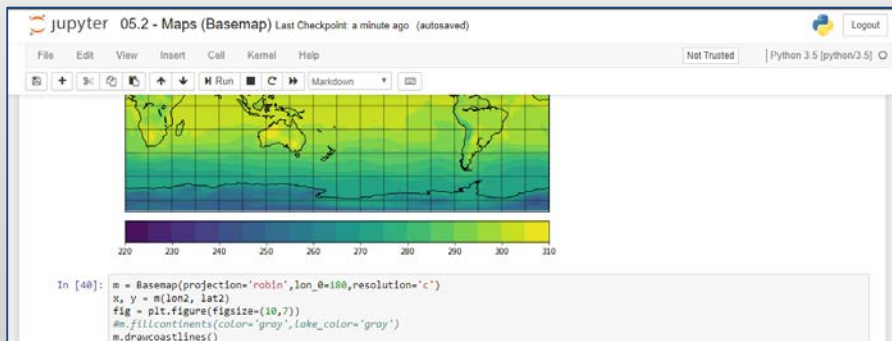 jupyter 05.2 - Maps (Basemap) Last Checkpoint: a minute ago (autosaved)
Logout
File Edit View Insert Cell Kernel Help
Not Trusted
Python 3.5 [python/3.5]
Run
Markdown
220 230 240 250 260 270 280 290 300 310
In [40]: m = Basemap(projection='robin',lon_0=180,resolution='c')
x, y = m(lon2, lat2)
fig = plt.figure(figsize=(10,7))
#m.fillcontinents(color='gray',lake_color='gray')
m.drawcoastlines()